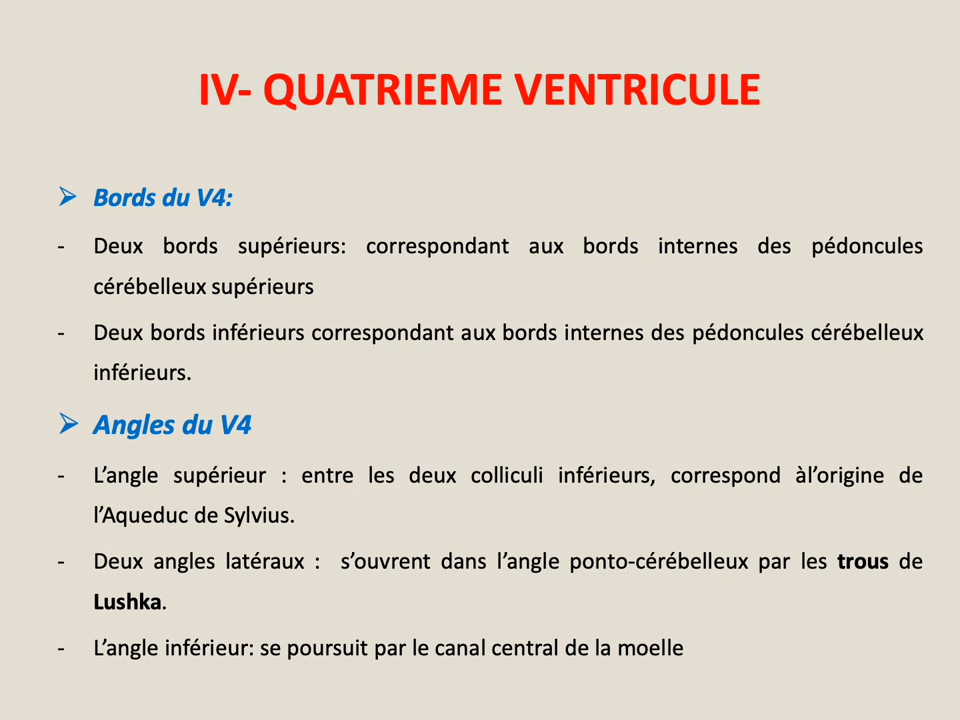 IV- QUATRIEME VENTRICULE
➢ Bords du V4:
- Deux bords supérieurs: correspondant aux bords internes des pédoncules
cérébelleux supérieurs
- Deux bords inférieurs correspondant aux bords internes des pédoncules cérébelleux
inférieurs.
➢ Angles du V4
- L’angle supérieur : entre les deux colliculi inférieurs, correspond àl’origine de
l’Aqueduc de Sylvius.
- Deux angles latéraux : s’ouvrent dans l’angle ponto-cérébelleux par les trous de
Lushka.
- L’angle inférieur: se poursuit par le canal central de la moelle